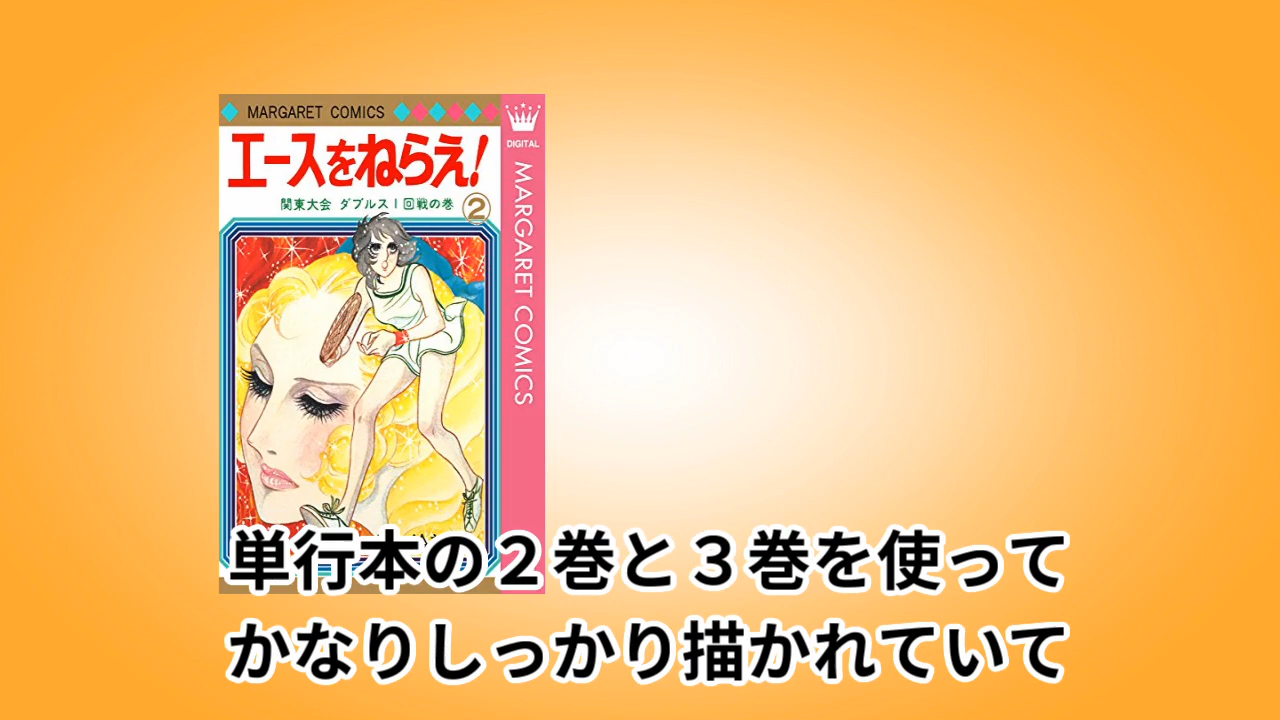 MARGARET COMICS
DIGITAL
エースをねらえ!
関東大会 ダブルス1回戦の巻 ②
MARGARET COMICS
単行本の２巻と３巻を使って
かなりしっかり描かれていて